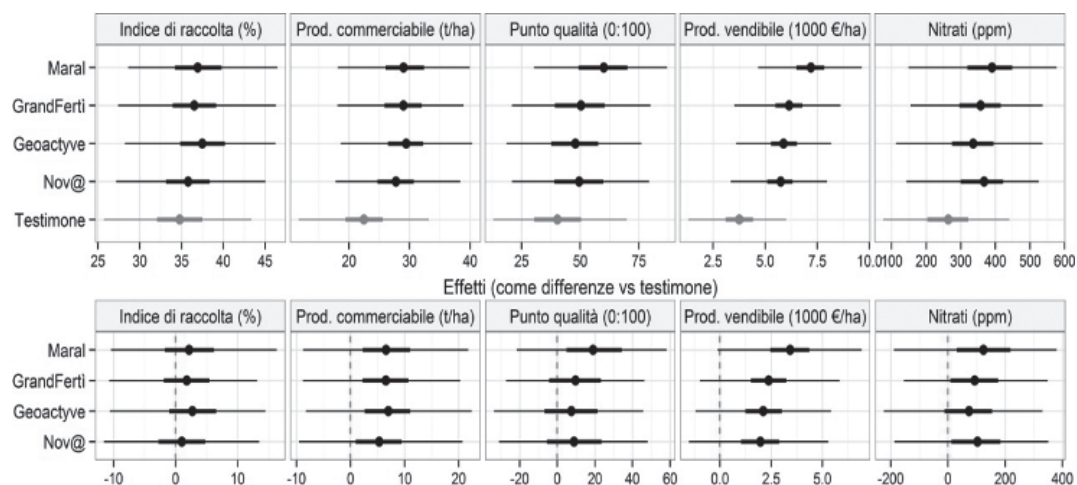 Indice di raccolta (%) Prod. commerciabile (t/ha) Punto qualità (0:100) Prod. vendibile (1000 €/ha) Nitrati (ppm)
Maral
GrandFerti
Geoactyve
Nov@
Testimone
25 30 35 40 45 20 30 40 25 50 75 2.5 5.0 7.5 10.0 100 200 300 400 500 600
Effetti (come differenze vs testimone)
Indice di raccolta (%) Prod. commerciabile (t/ha) Punto qualità (0:100) Prod. vendibile (1000 €/ha) Nitrati (ppm)
Maral
GrandFerti
Geoactyve
Nov@
-10 0 10 -10 0 10 20 -20 0 20 40 60 0.0 2.5 5.0 -200 0 200 400